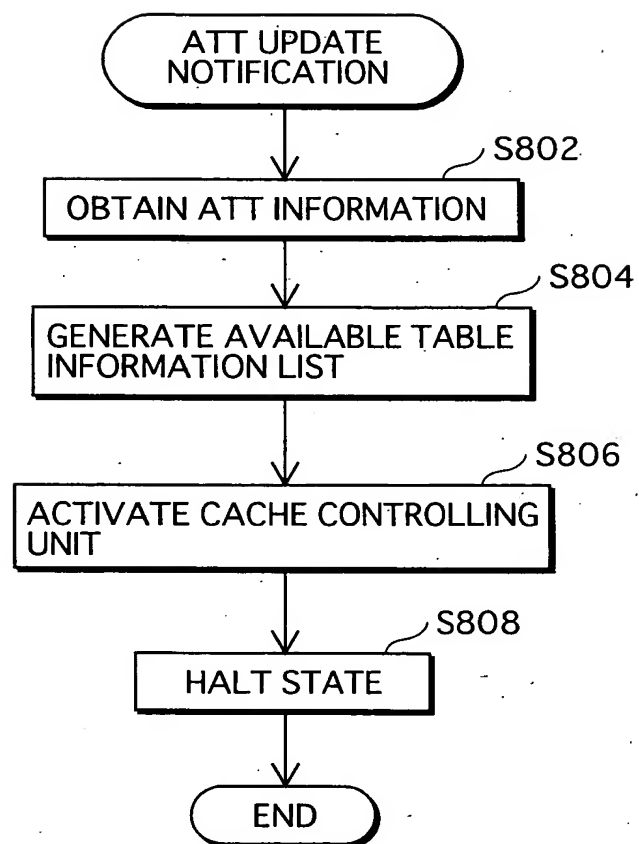 ATT UPDATE
NOTIFICATION
S802
OBTAIN ATT INFORMATION
S804
GENERATE AVAILABLE TABLE
INFORMATION LIST
S806
ACTIVATE CACHE CONTROLLING
UNIT
S808
HALT STATE
END